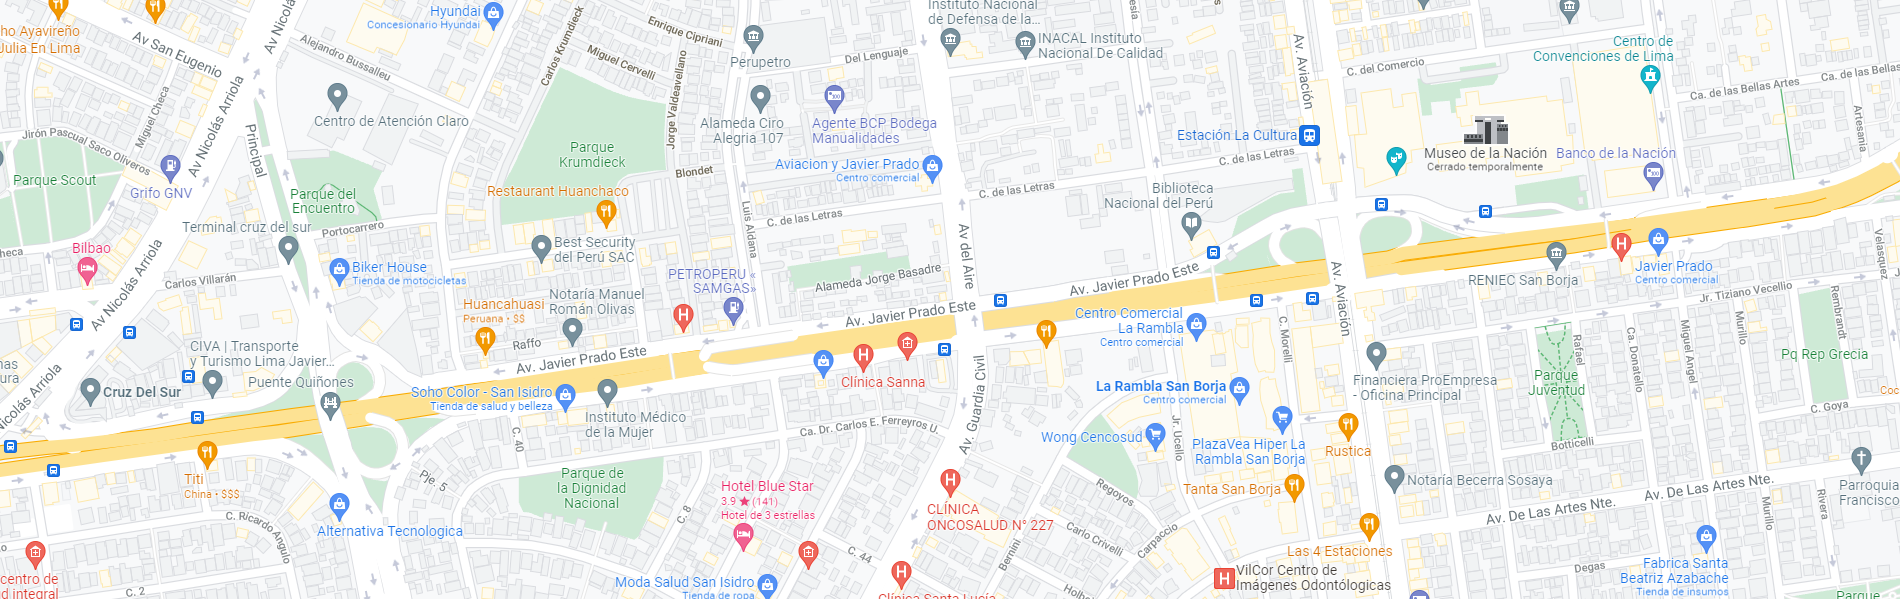 ho Ayavireño
Julia En Lima
Av San Eugenio
Av Nicolás
Hyundai
Concesionario Hyundai
Alejandro Bussalleu
Carlos Krumdieck
Enrique Cipriani
Miguel Cervelli
Jorge Valdeavellano
Perupetro
Del Lenguaje
Instituto Nacional
de Defensa de la...
INACAL Instituto
Nacional De Calidad
Av. Aviación
C. del Comercio
Centro de
Convenciones de Lima
Ca. de las Bellas
Ca. de las Bellas Artes
Artesanía
Miguel Checa
Jirón Pascual Saco Oliveros
Av Nicolás Arriola
Principal
Centro de Atención Claro
Parque
Krumdieck
Alameda Ciro
Alegria 107
Agente BCP Bodega
Manualidades
Estación La Cultura
C. de las Letras
Museo de la Nación
Cerrado temporalmente
Banco de la Nación
Parque Scout
Grifo GNV
Parque del
Encuentro
Restaurant Huanchaco
Blondet
Aviacion y Javier Prado
Centro comercial
C. de las Letras
C. de las Letras
Biblioteca
Nacional del Perú
Terminal cruz del sur
Portocarrero
Best Security
del Perú SAC
Luis Aldana
Av del Aire
Velasquez
checa
Bilbao
Av Nicolás Arriola
Carlos Villarán
Biker House
Tienda de motocicletas
PETROPERU «
SAMGAS»
Alameda Jorge Basadre
Av. Javier Prado Este
Av. Aviación
RENIEC San Borja
Javier Prado
Centro comercial
Jr. Tiziano Vecellio
Rembrandt
Huancahuasi
Peruana • $$
Notaría Manuel
Román Olivas
Raffo
Av. Javier Prado Este
Av. Javier Prado Este
Centro Comercial
La Rambla
Centro comercial
C. Morelli
Rafael
Ca. Donatello
Miguel Angel
Murillo
Pq Rep Grecia
CIVA | Transporte
y Turismo Lima Javier...
Puente Quiñones
Cruz Del Sur
Nicolás Arriola
Soho Color - San Isidro
Tienda de salud y belleza
Instituto Médico
de la Mujer
Clínica Sanna
Av. Guardia Civil
La Rambla San Borja
Centro comercial
Financiera ProEmpresa
- Oficina Principal
Parque
Juventud
C. Goya
C. 40
Ca. Dr. Carlos E. Ferreyros
Wong Cencosud
Jr. Ucello
PlazaVea Hiper La
Rambla San Borja
Rustica
Botticelli
Titi
China • $$$
Pje. 5
Parque de
la Dignidad
Nacional
Hotel Blue Star
3.9 ★ (141)
Hotel de 3 estrellas
Regoyos
Tanta San Borja
Notaría Becerra Sosaya
Av. De Las Artes Nte.
Av. De Las Artes Nte.
Parroquia
Francisco
C. Ricardo Angulo
Alternativa Tecnologica
C. 8
C. 44
CLÍNICA
ONCOSALUD N° 227
Carlo Crivelli
Carpaccio
Bernini
Las 4 Estaciones
Murillo
Rivera
centro de
d integral
C. 2
Moda Salud San Isidro
Tienda de ropa
Clínica Santa Lucía
VilCor Centro de
Imágenes Odontólogicas
Degas
Fabrica Santa
Beatriz Azabache
Tienda de insumos
Parque